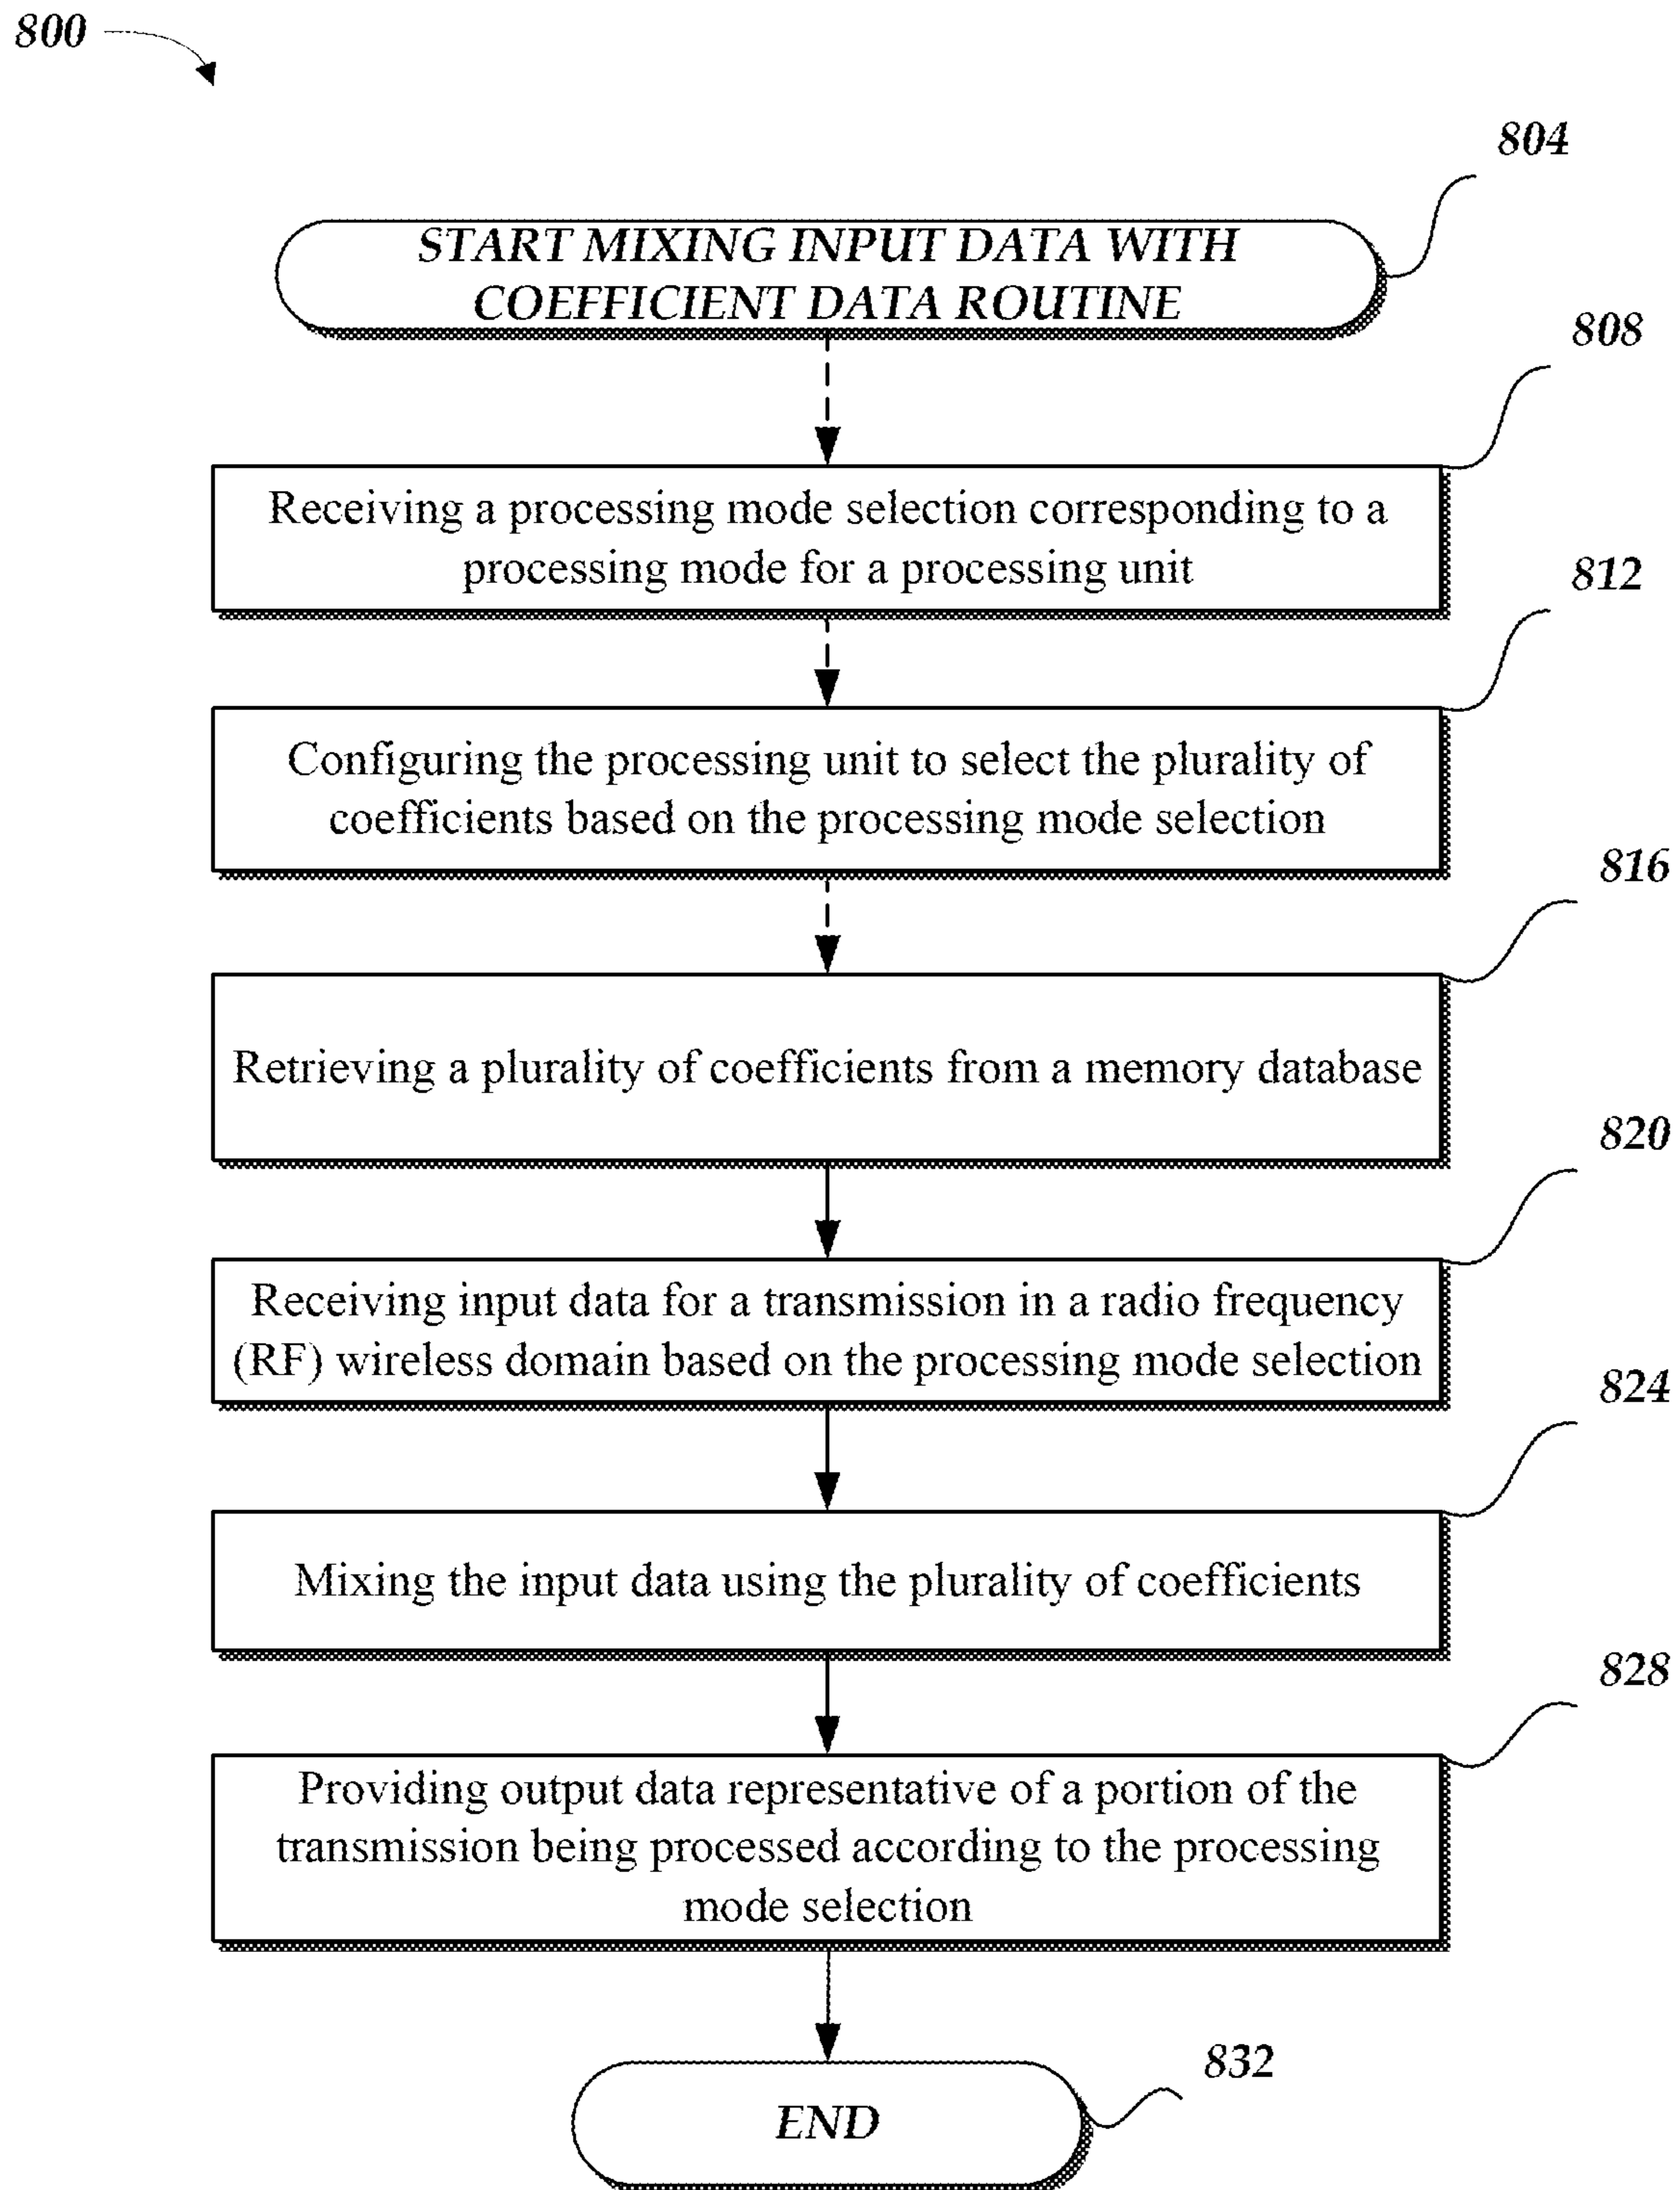 800
804
START MIXING INPUT DATA WITH
COEFFICIENT DATA ROUTINE
808
Receiving a processing mode selection corresponding to a
processing mode for a processing unit
812
Configuring the processing unit to select the plurality of
coefficients based on the processing mode selection
816
Retrieving a plurality of coefficients from a memory database
820
Receiving input data for a transmission in a radio frequency
(RF) wireless domain based on the processing mode selection
824
Mixing the input data using the plurality of coefficients
828
Providing output data representative of a portion of the
transmission being processed according to the processing
mode selection
832
END